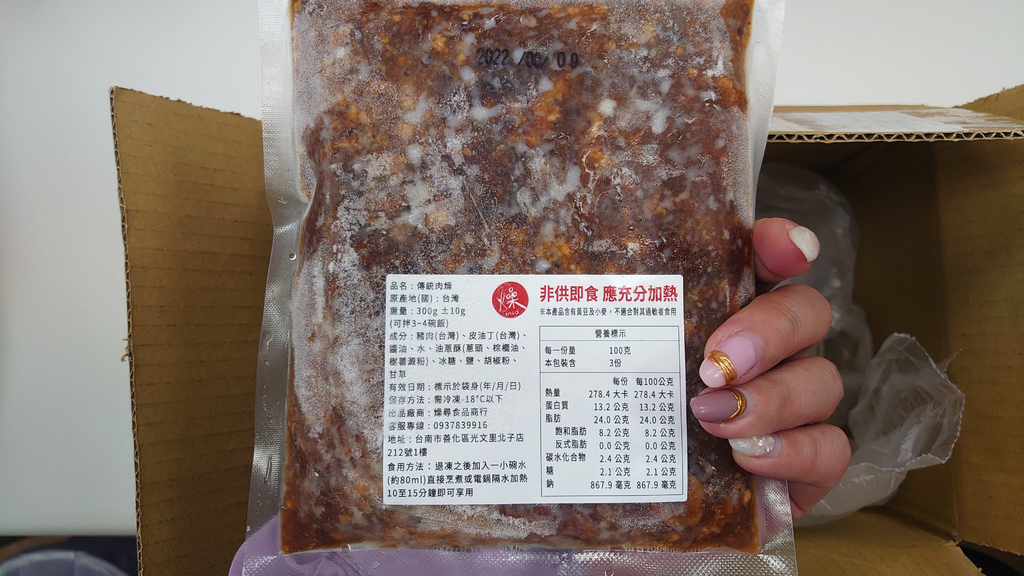 2022 /09/ 09
品名：傳統肉燥
原產地(國)：台灣
重量：300g ±10g
(可拌3~4碗飯)
成分：豬肉(台灣)、皮油丁(台灣)、
醬油、水、油蔥酥(蔥頭、棕櫚油、
樹薯澱粉)、冰糖、鹽、胡椒粉、
甘草
有效日期：標示於袋身(年/月/日)
保存方法：需冷凍-18°C以下
出品廠商：燥尋食品商行
客服專線：0937839916
地址：台南市善化區光文里北子店
212號1樓
食用方法：退凍之後加入一小碗水
(約80ml)直接烹煮或電鍋隔水加熱
10至15分鐘即可享用
燥
非供即食 應充分加熱
※本產品含有黃豆及小麥，不適合對其過敏者食用
營養標示
每一份量 100克
本包裝含 3份
每份 每100公克
熱量 278.4 大卡 278.4 大卡
蛋白質 13.2 公克 13.2 公克
脂肪 24.0 公克 24.0 公克
飽和脂肪 8.2 公克 8.2 公克
反式脂肪 0.0 公克 0.0 公克
碳水化合物 2.4 公克 2.4 公克
糖 2.1 公克 2.1 公克
鈉 867.9 毫克 867.9 毫克